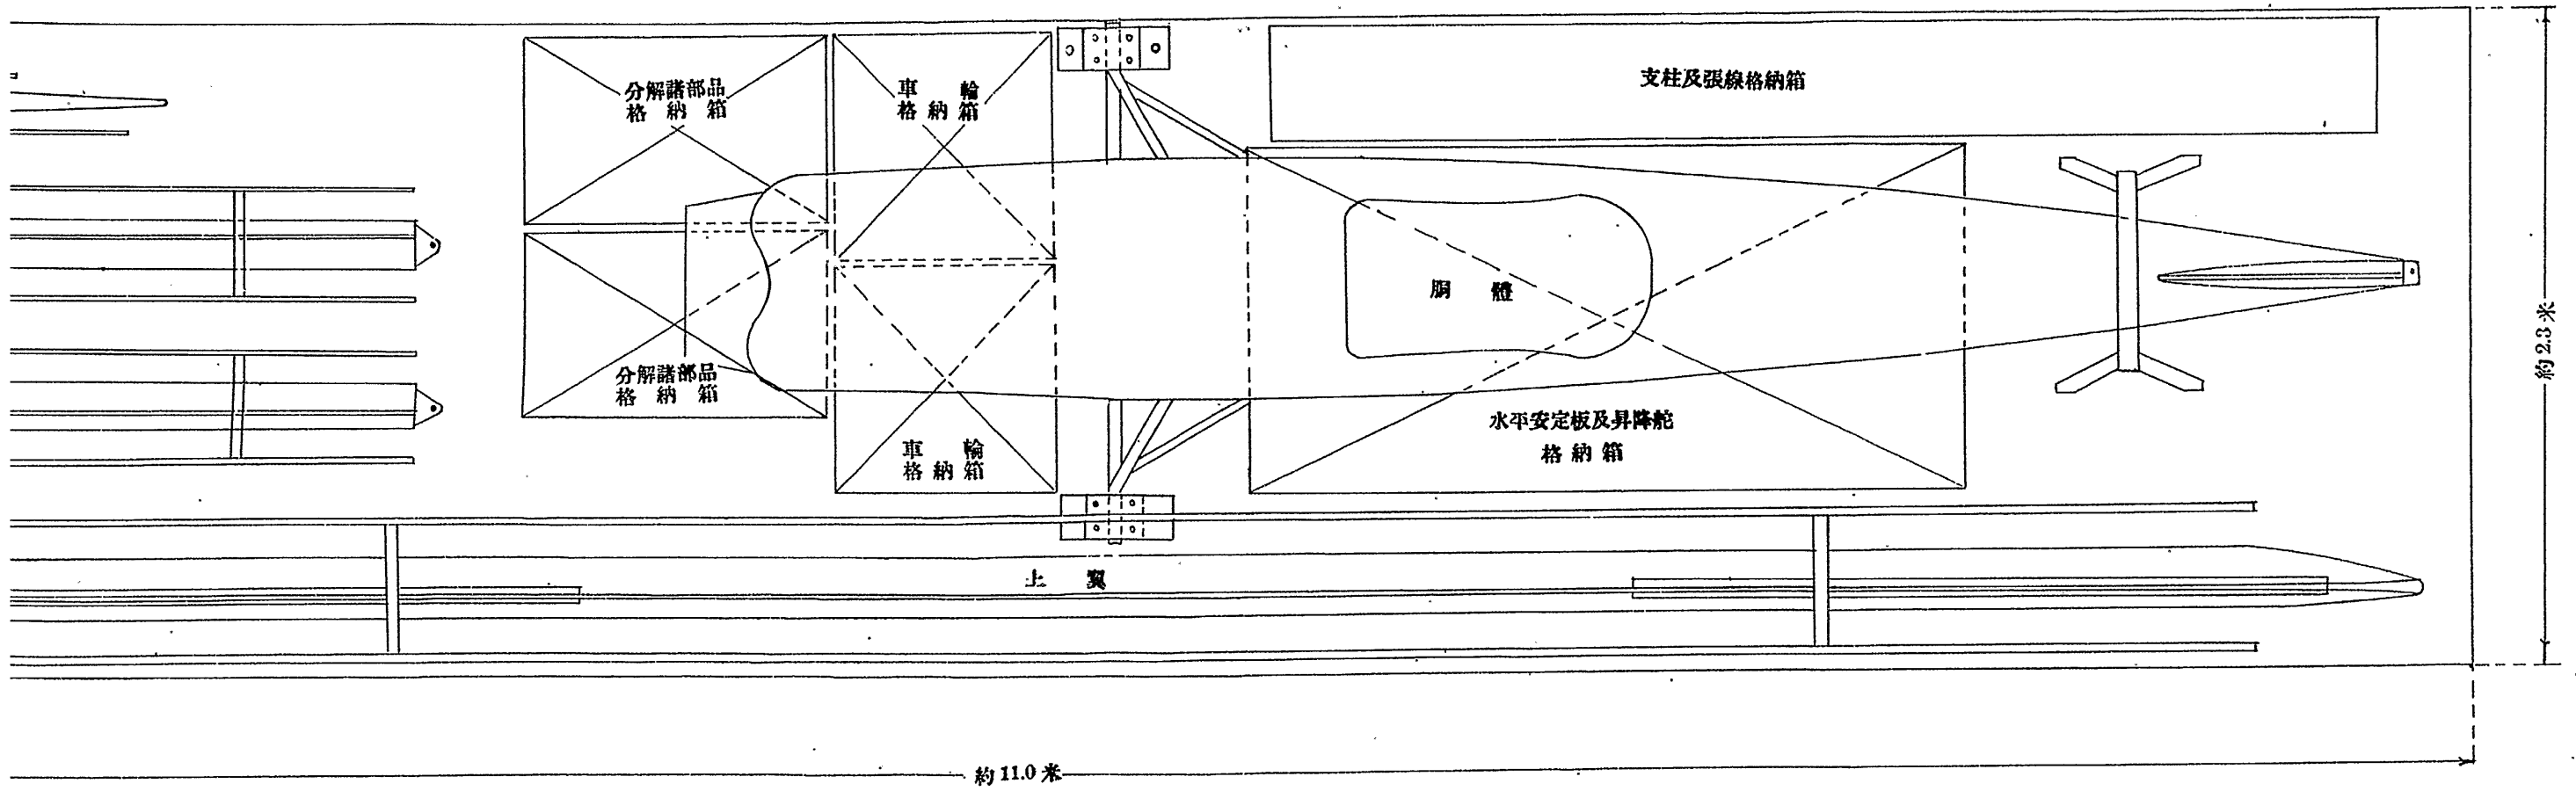 分解諸部品
格納箱
車輪
格納箱
支柱及張線格納箱
胴體
分解諸部品
格納箱
車輪
格納箱
水平安定板及昇降舵
格納箱
上翼
約2.3米
約11.0米